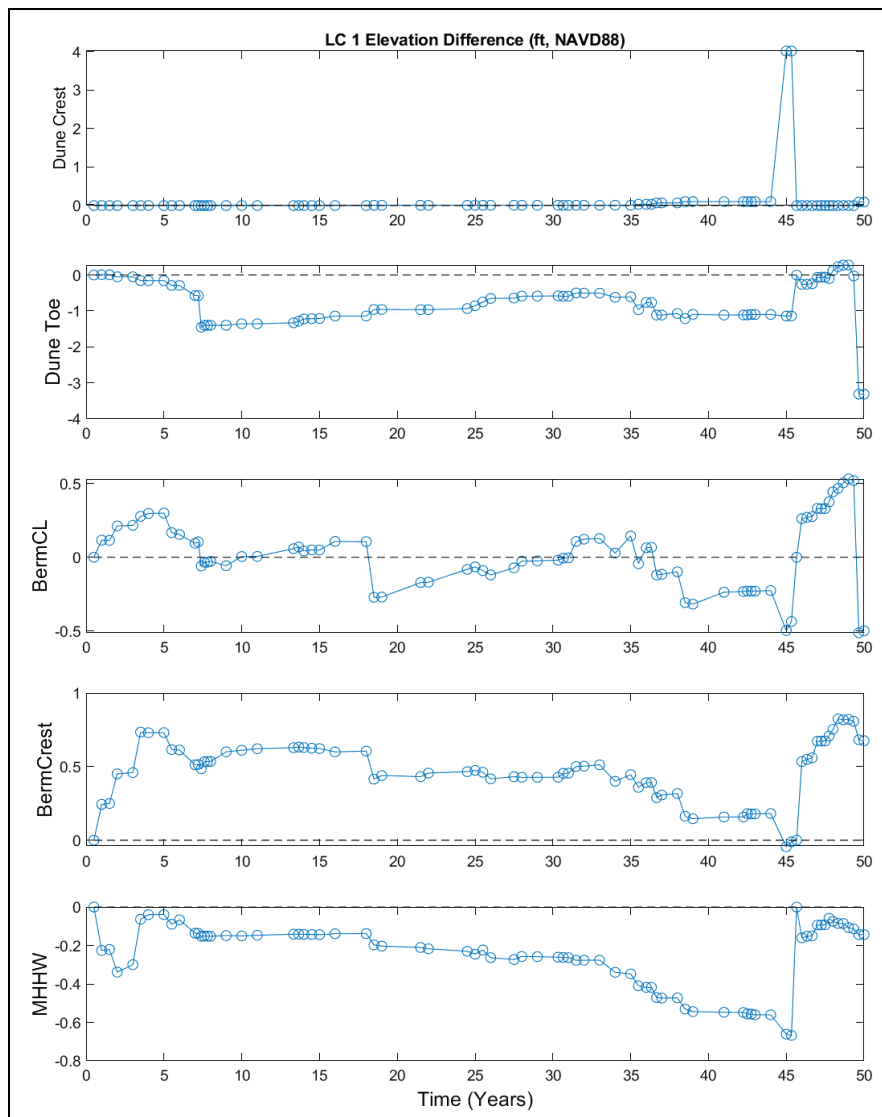 LC 1 Elevation Difference (ft, NAVD88)
Dune Crest
4
3
2
1
0
0 5 10 15 20 25 30 35 40 45 50
Dune Toe
0
-1
-2
-3
-4
0 5 10 15 20 25 30 35 40 45 50
BermCL
0.5
0
-0.5
0 5 10 15 20 25 30 35 40 45 50
BermCrest
1
0.5
0
0 5 10 15 20 25 30 35 40 45 50
MHHW
0
-0.2
-0.4
-0.6
-0.8
0 5 10 15 20 25 30 35 40 45 50
Time (Years)